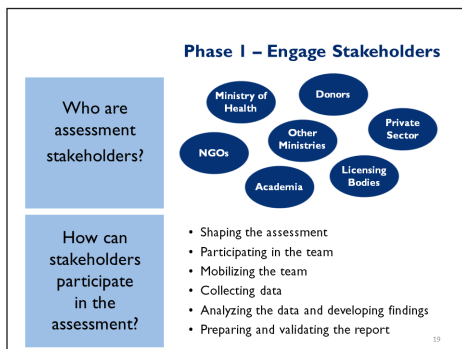 Phase I – Engage Stakeholders
Who are
assessment
stakeholders?
Ministry of
Health
Donors
Private
Sector
Other
Ministries
NGOs
Licensing
Bodies
Academia
How can
stakeholders
participate
in the
assessment?
• Shaping the assessment
• Participating in the team
• Mobilizing the team
• Collecting data
• Analyzing the data and developing findings
• Preparing and validating the report
19